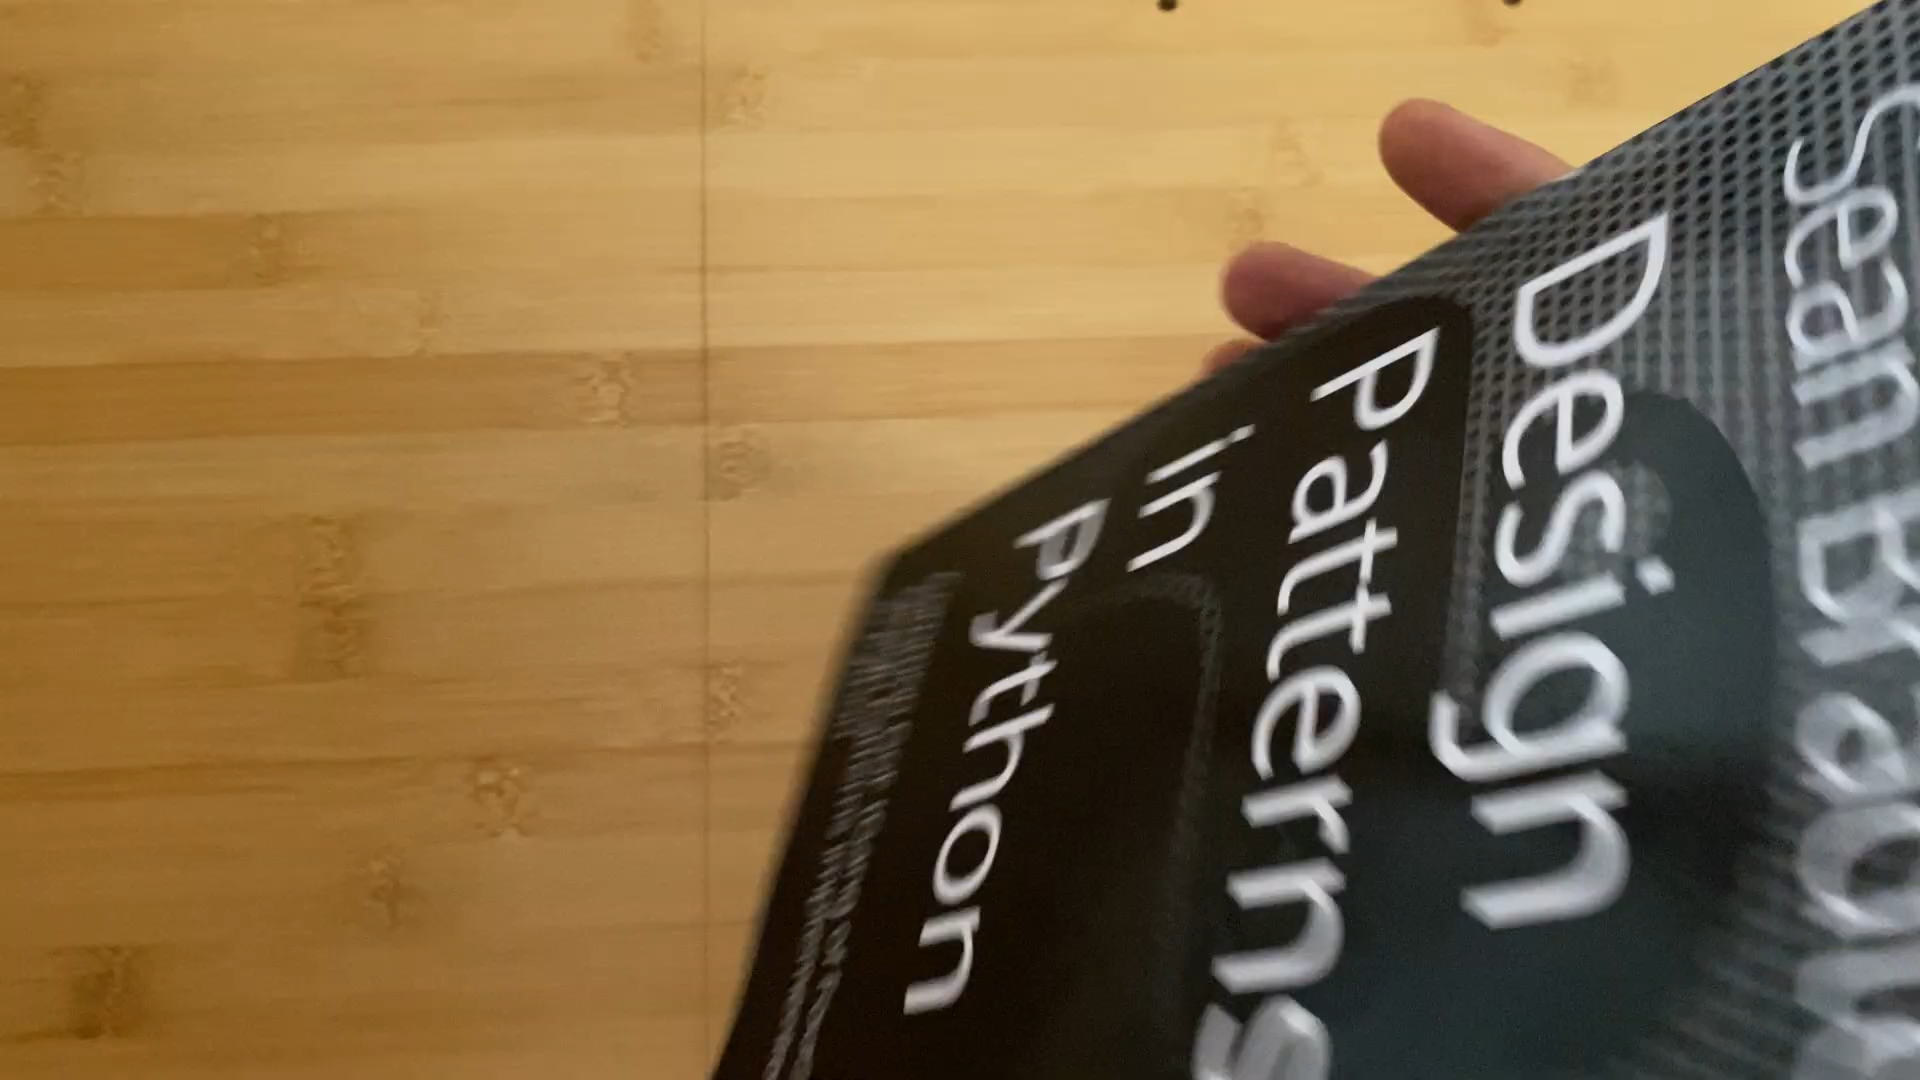 Sean Bradley
Design
Patterns
In
Python